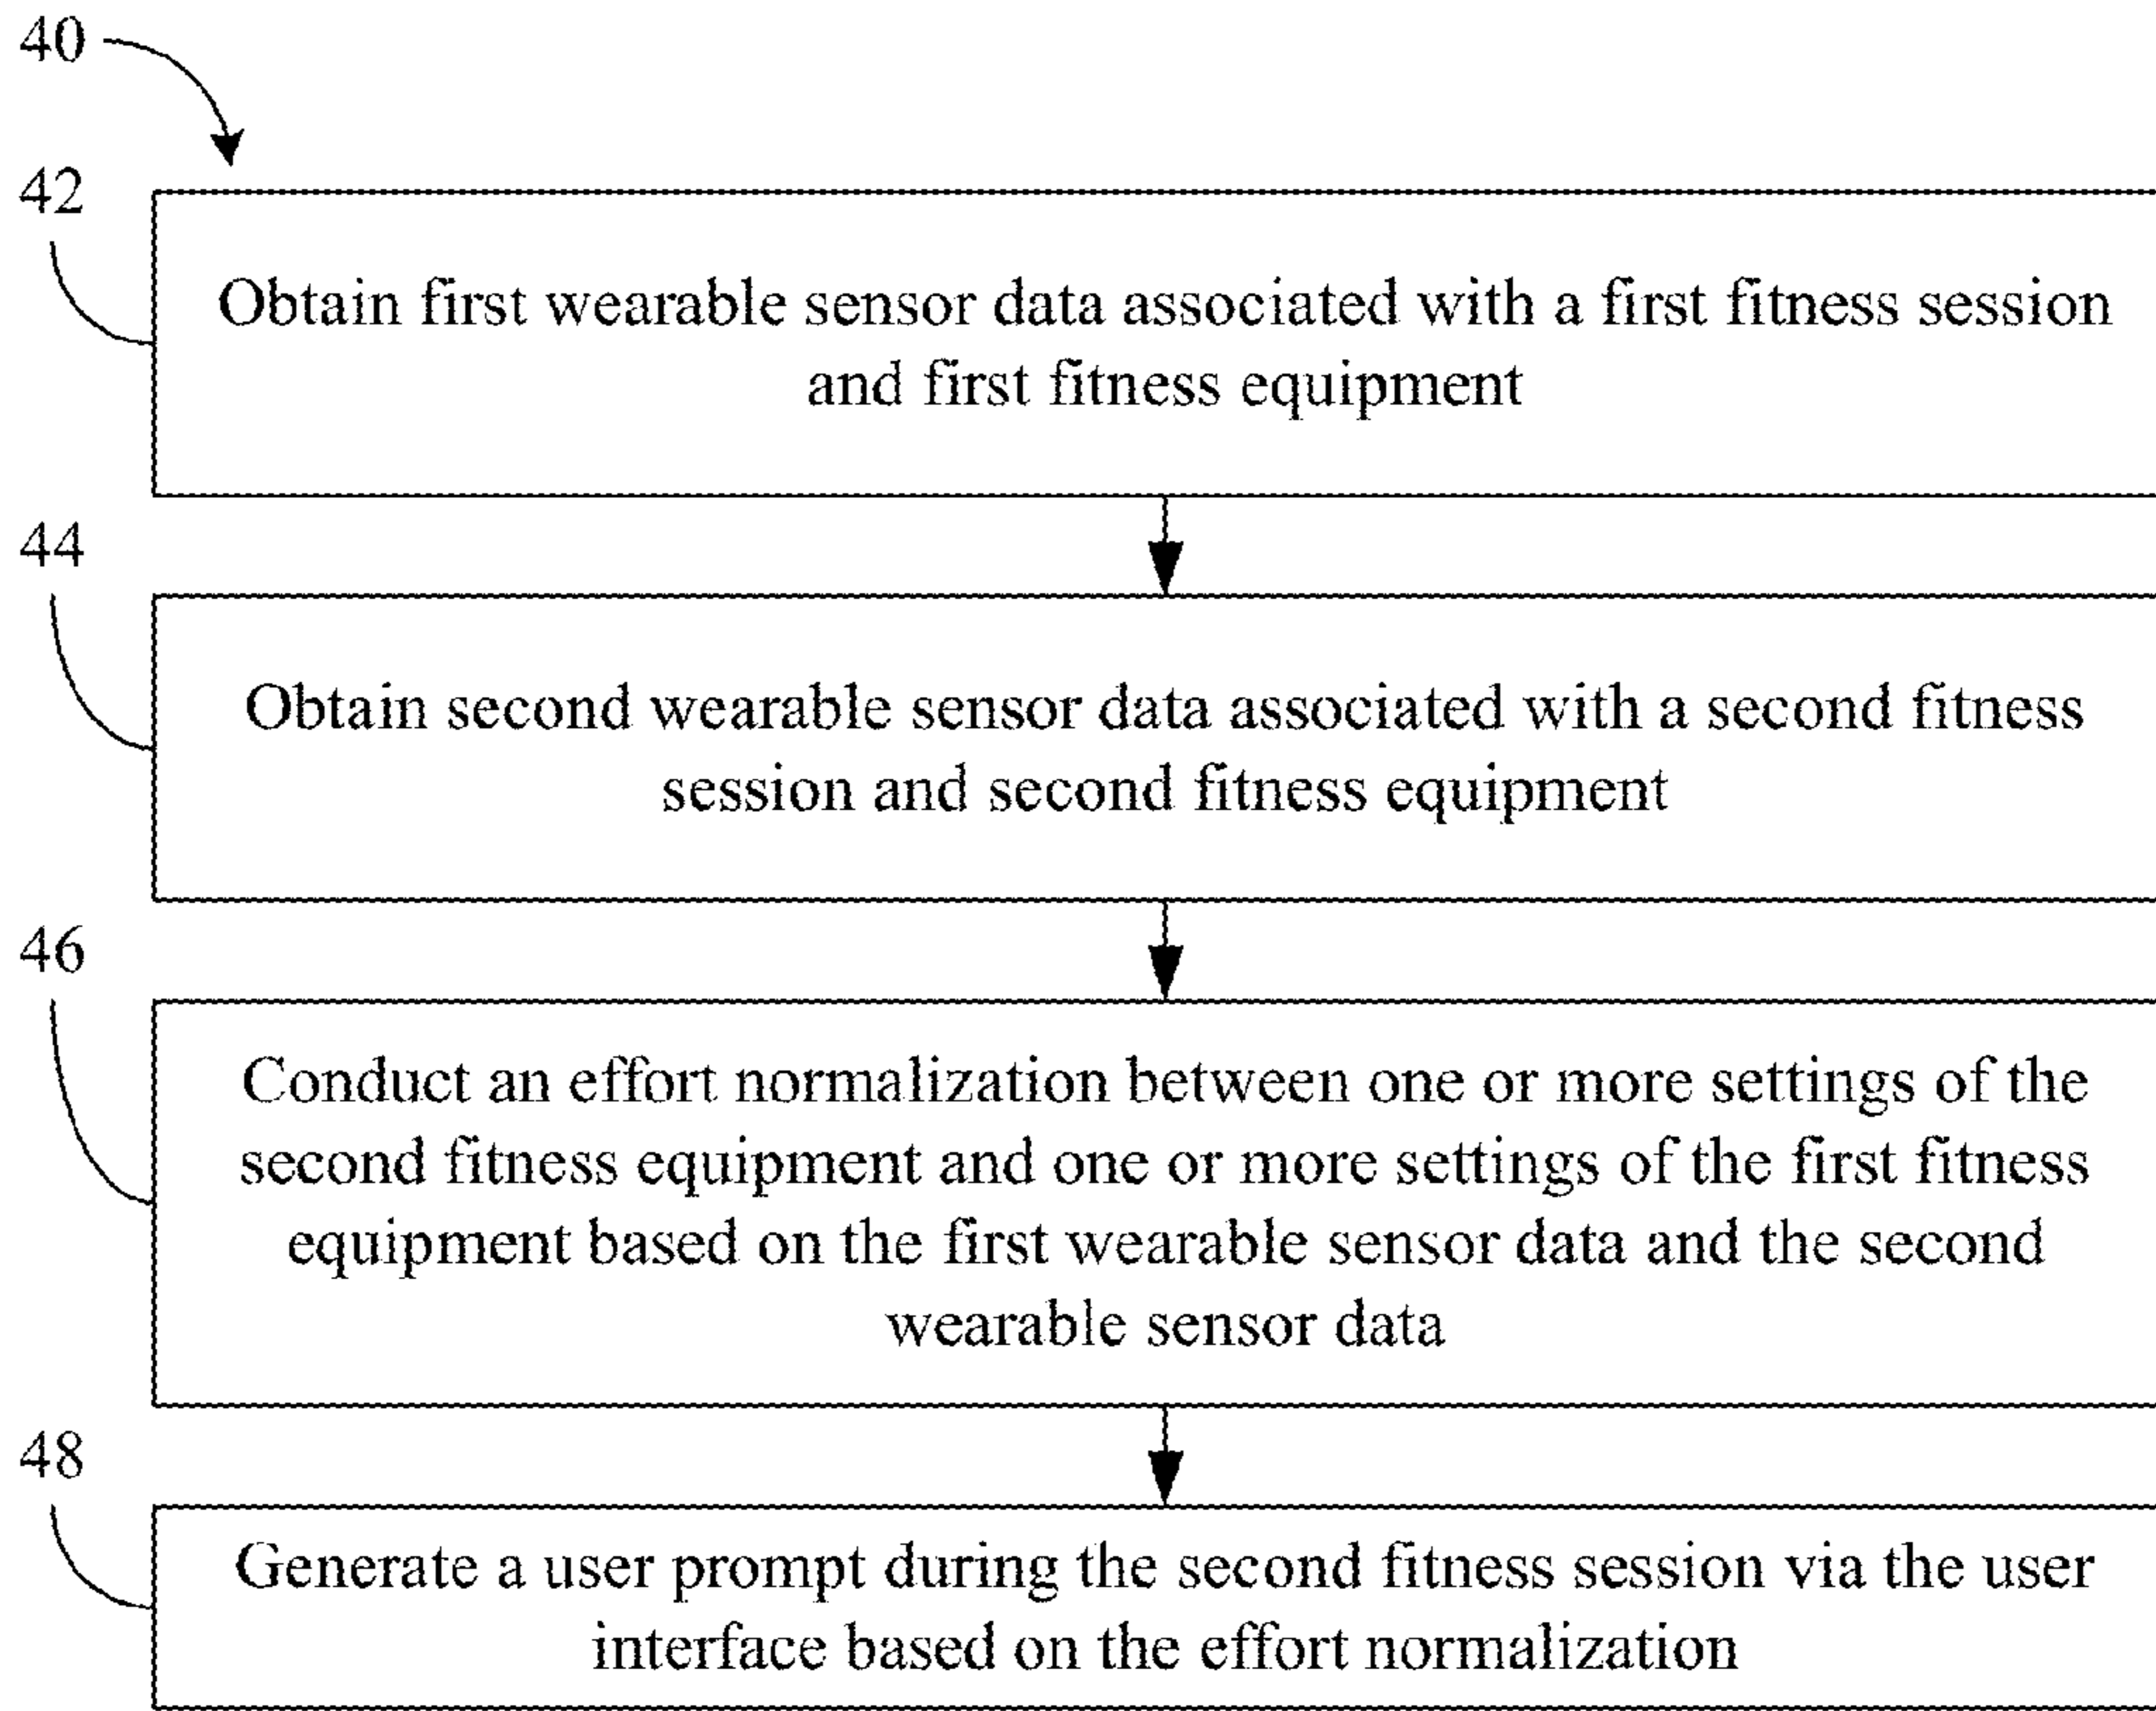 40
42
Obtain first wearable sensor data associated with a first fitness session
and first fitness equipment
44
Obtain second wearable sensor data associated with a second fitness
session and second fitness equipment
46
Conduct an effort normalization between one or more settings of the
second fitness equipment and one or more settings of the first fitness
equipment based on the first wearable sensor data and the second
wearable sensor data
48
Generate a user prompt during the second fitness session via the user
interface based on the effort normalization